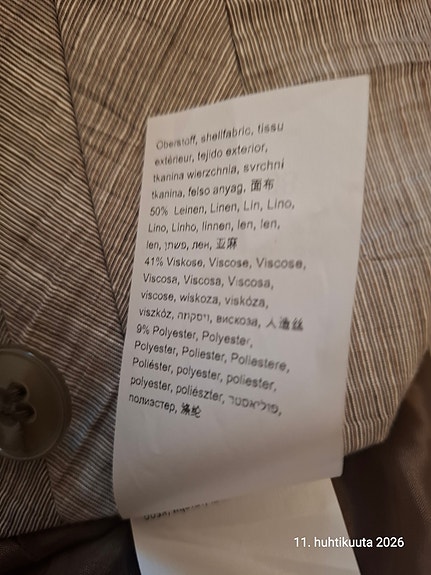 Oberstoff, shellfabric, tissu
extérieur, tejido exterior,
tkanina wierzchnia, svrchni
tkanina, felso anyag, 面布
50% Leinen, Linen, Lin, Lino,
Lino, Linho, linnen, len, len,
len, פשתן, лен, 亚麻
41% Viskose, Viscose, Viscose,
Viscosa, Viscosa, Viscosa,
viscose, wiskoza, viskóza,
viszkóz, ויסקוזה, вискоза, 人造丝
9% Polyester, Polyester,
Polyester, Poliester, Poliestere,
Poliéster, polyester, poliester,
polyester, poliészter, פוליאסטר,
полиэстер, 涤纶
11. huhtikuuta 2026